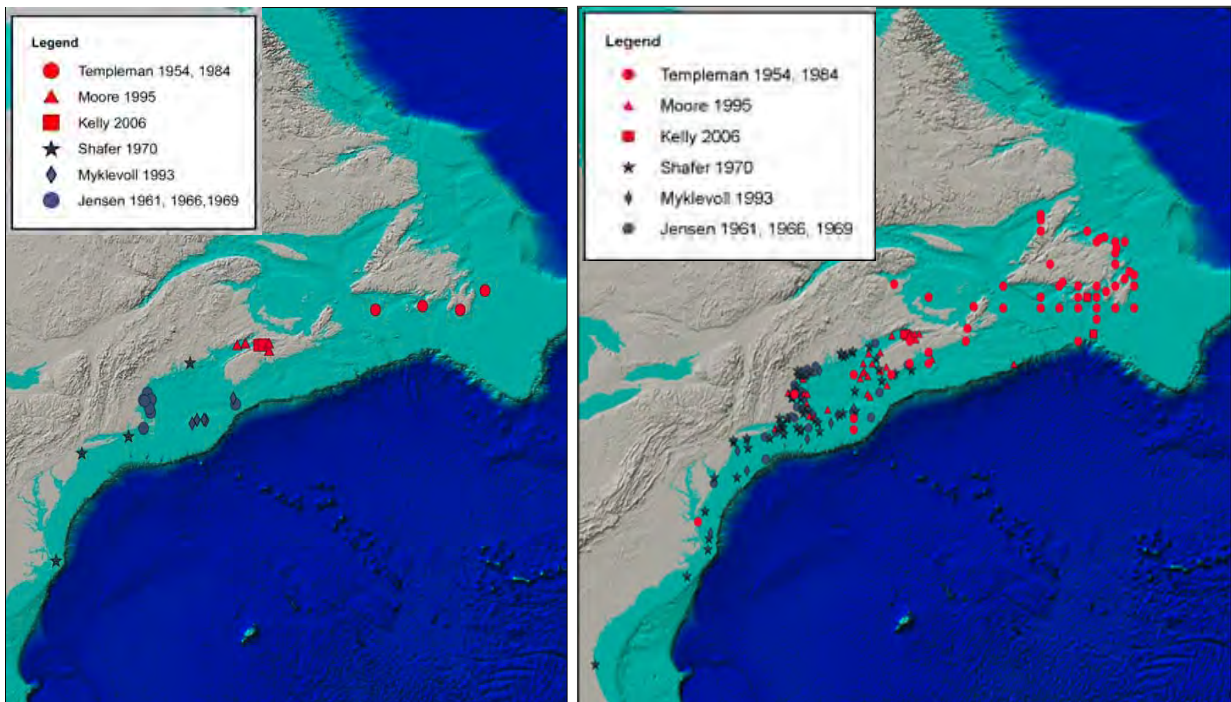 Legend
Templeman 1954, 1984
Moore 1995
Kelly 2006
Shafer 1970
Myklevoll 1993
Jensen 1961, 1966,1969
Legend
Templeman 1954, 1984
Moore 1995
Kelly 2006
Shafer 1970
Myklevoll 1993
Jensen 1961, 1966, 1969